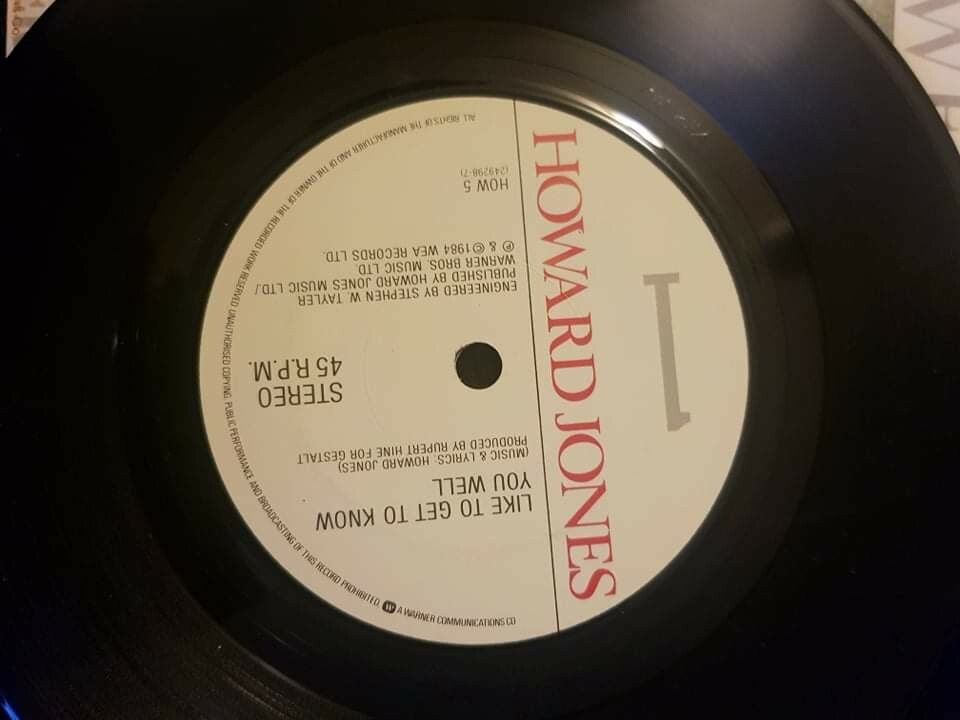 HOWARD JONES
1
LIKE TO GET TO KNOW
YOU WELL
(MUSIC & LYRICS: HOWARD JONES)
PRODUCED BY RUPERT HINE FOR GESTALT
STEREO
45 R.P.M.
ENGINEERED BY STEPHEN W. TAYLER
PUBLISHED BY HOWARD JONES MUSIC LTD./
WARNER BROS. MUSIC LTD.
℗ & ©1984 WEA RECORDS LTD.
HOW 5
(249298-7)
A WARNER COMMUNICATIONS CO
ALL RIGHTS OF THE MANUFACTURER AND OF THE OWNER OF THE RECORDED WORK RESERVED UNAUTHORISED COPYING, PUBLIC PERFORMANCE AND BROADCASTING OF THIS RECORD PROHIBITED.